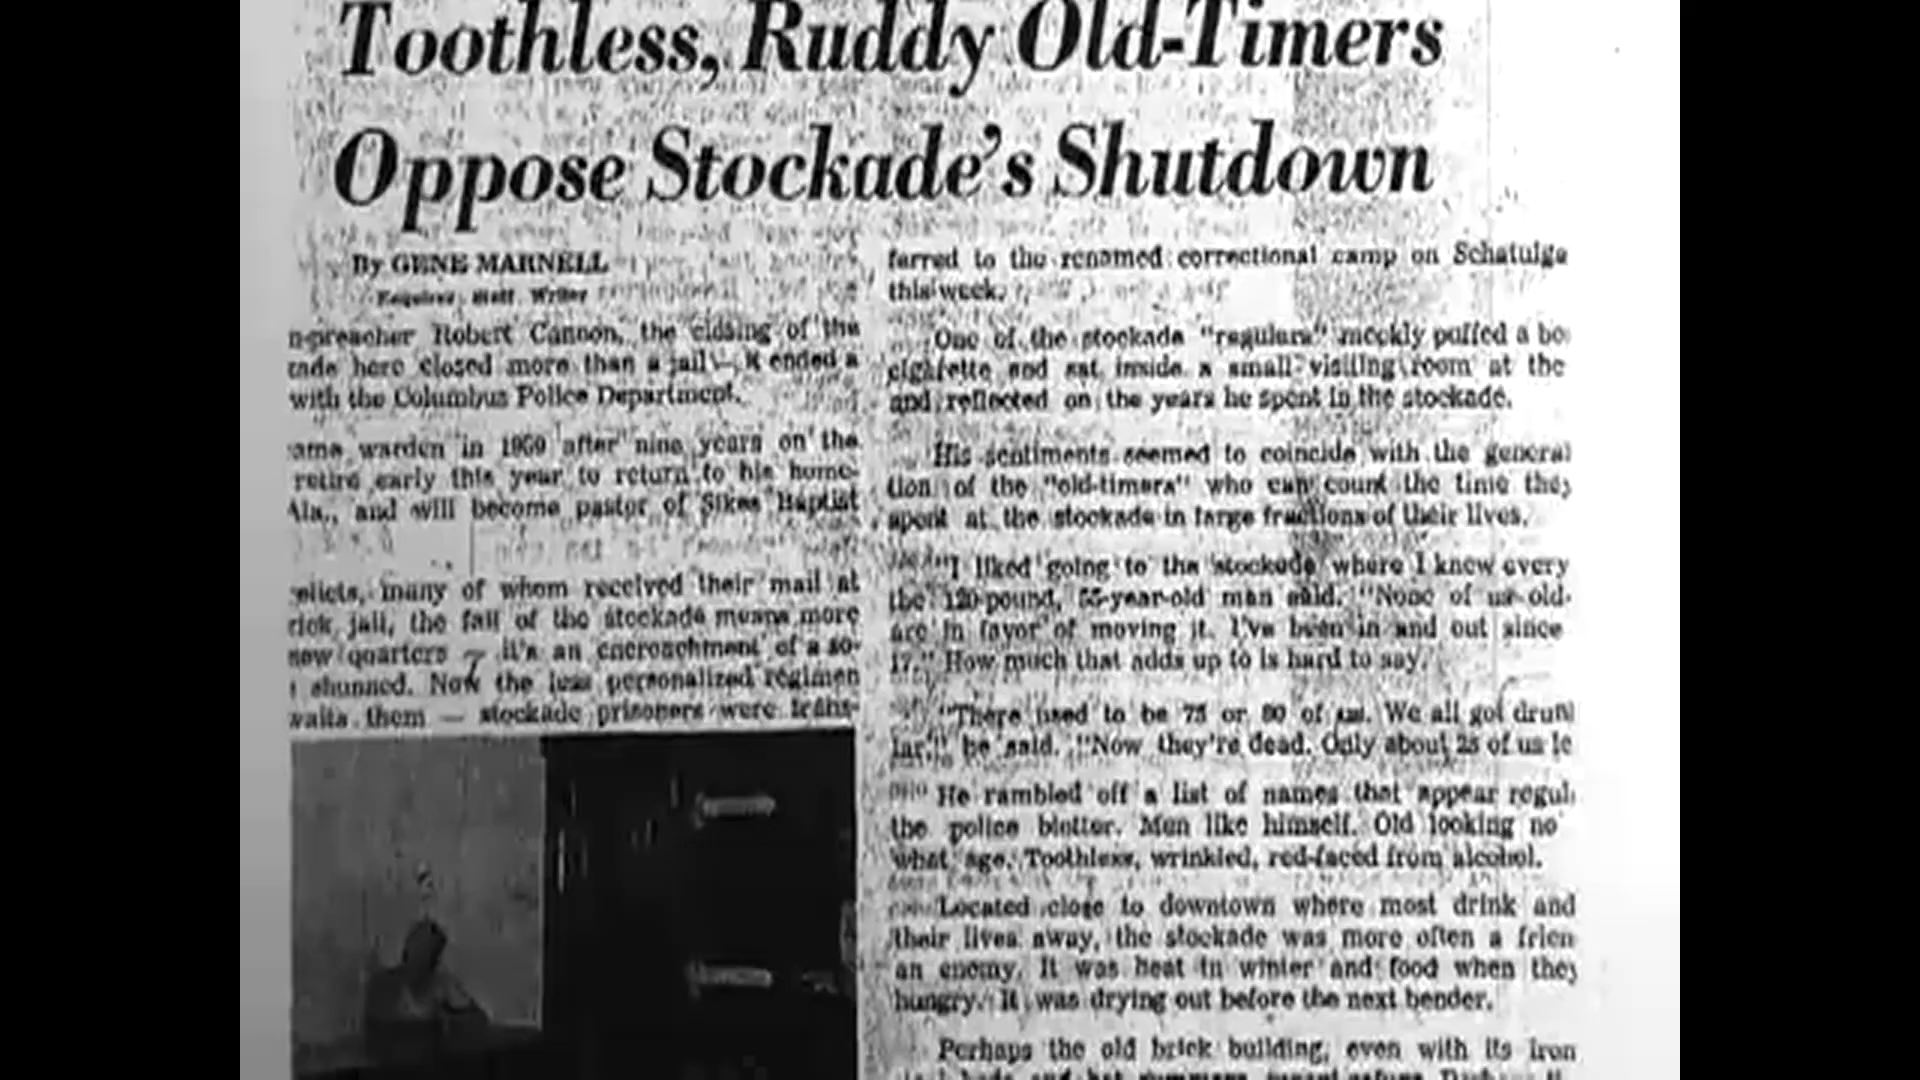 Toothless, Ruddy Old-Timers
Oppose Stockade's Shutdown
By GENE MARNELL
Staff Writer
n-preacher Robert Cannon, the closing of the
cade here closed more than a jail — it ended a
with the Columbus Police Department.
ame warden in 1969 after nine years on the
retire early this year to return to his home-
Ala., and will become pastor of Sikes Baptist
many of whom received their mail at
rick jail, the fall of the stockade means more
new quarters — it's an encroachment of a so-
shunned. Now the less personalized regimen
waits them — stockade prisoners were trans-
ferred to the renamed correctional camp on Schatulga
this week.
One of the stockade "regulars" meekly puffed a bo
cigarette and sat inside a small visiting room at the
and reflected on the years he spent in the stockade.
His sentiments seemed to coincide with the general
tion of the "old-timers" who can count the time they
spent at the stockade in large fractions of their lives.
"I liked going to the stockade where I knew every
the 120-pound, 55-year-old man said. "None of us old-
are in favor of moving it. I've been in and out since
17." How much that adds up to is hard to say.
"There used to be 75 or 80 of us. We all got drun
lar," he said. "Now they're dead. Only about 25 of us le
He rambled off a list of names that appear regul
the police blotter. Men like himself. Old looking no
what age. Toothless, wrinkled, red-faced from alcohol.
Located close to downtown where most drink and
their lives away, the stockade was more often a frien
an enemy. It was heat in winter and food when they
hungry. It was drying out before the next bender.
Perhaps the old brick building, even with its iron